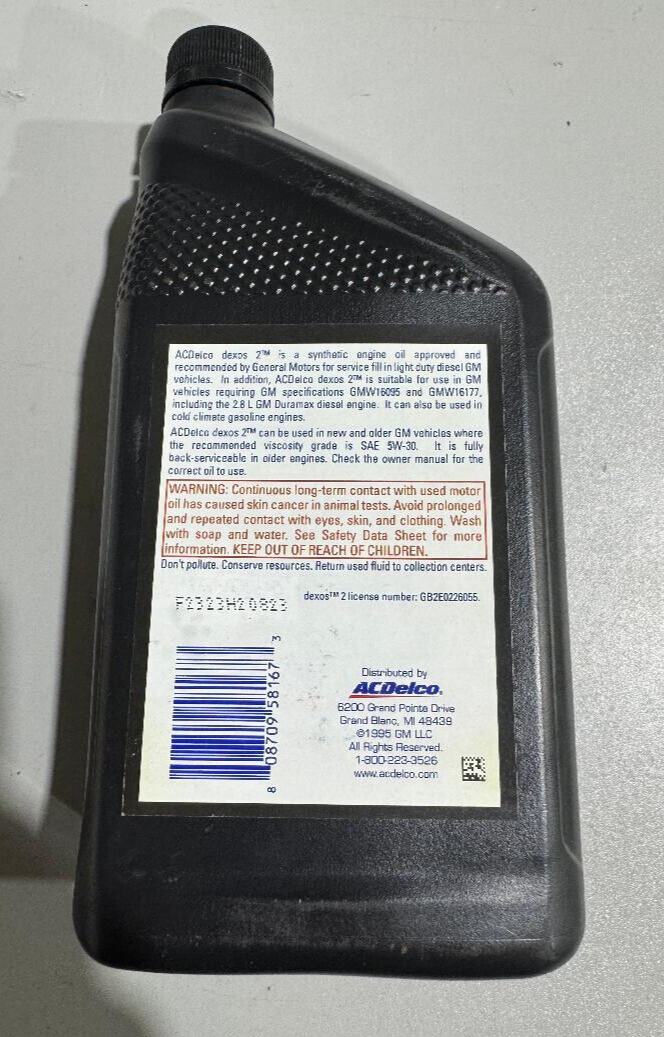 ACDelco dexos 2™ is a synthetic engine oil approved and
recommended by General Motors for service fill in light duty diesel GM
vehicles. In addition, ACDelco dexos 2™ is suitable for use in GM
vehicles requiring GM specifications GMW16095 and GMW16177,
including the 2.8 L GM Duramax diesel engine. It can also be used in
cold climate gasoline engines.
ACDelco dexos 2™ can be used in new and older GM vehicles where
the recommended viscosity grade is SAE 5W-30. It is fully
back-serviceable in older engines. Check the owner manual for the
correct oil to use.
WARNING: Continuous long-term contact with used motor
oil has caused skin cancer in animal tests. Avoid prolonged
and repeated contact with eyes, skin, and clothing. Wash
with soap and water. See Safety Data Sheet for more
information. KEEP OUT OF REACH OF CHILDREN.
Don't pollute. Conserve resources. Return used fluid to collection centers.
F2323H20823
dexos™ 2 license number: GB2E0226055.
8 08709 58167 3
Distributed by
ACDelco.
6200 Grand Pointe Drive
Grand Blanc, MI 48439
©1995 GM LLC
All Rights Reserved.
1-800-223-3526
www.acdelco.com